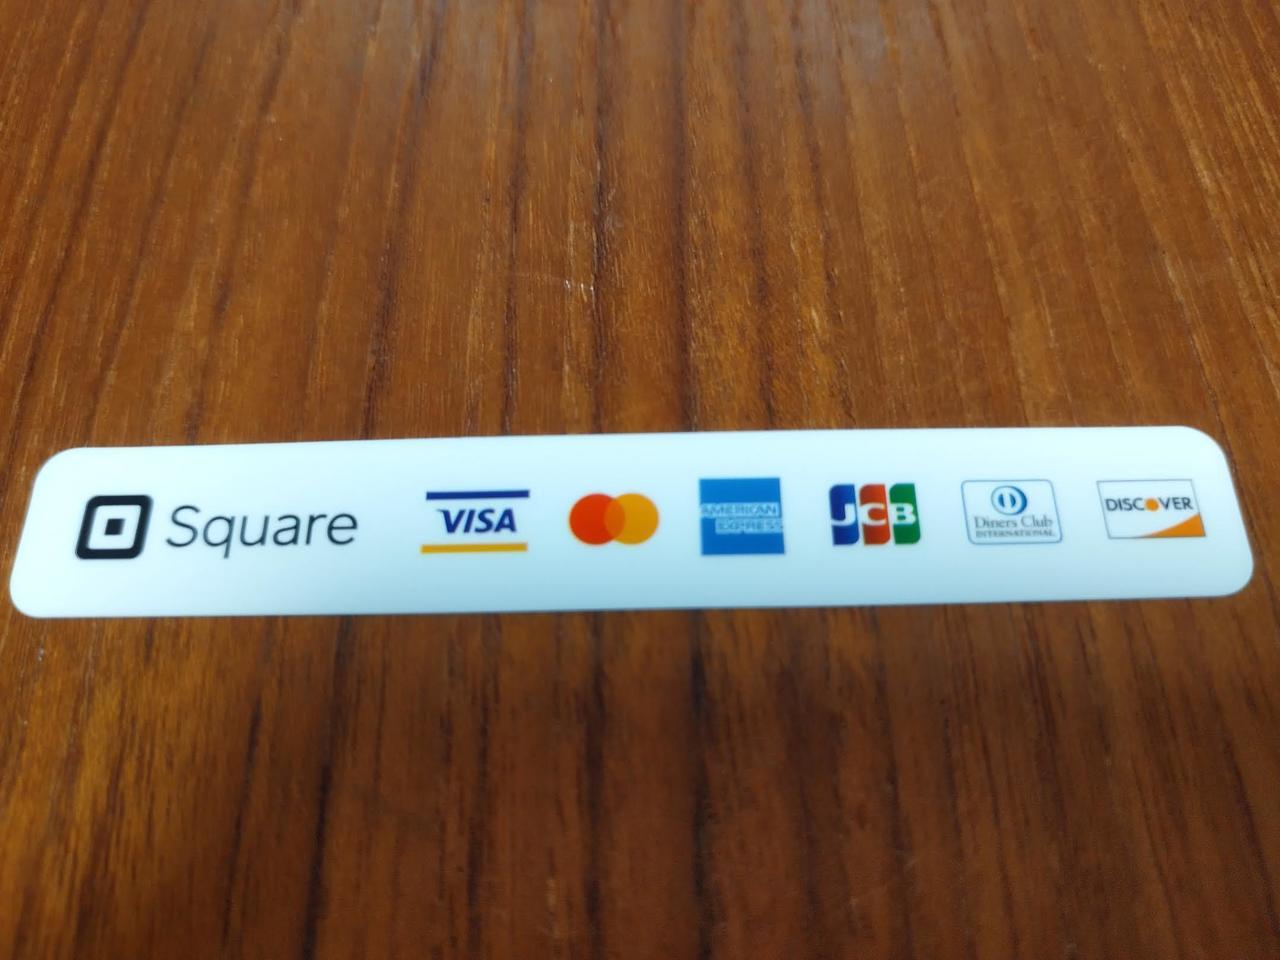 Square VISA AMERICAN EXPRESS JCB Diners Club INTERNATIONAL DISCOVER